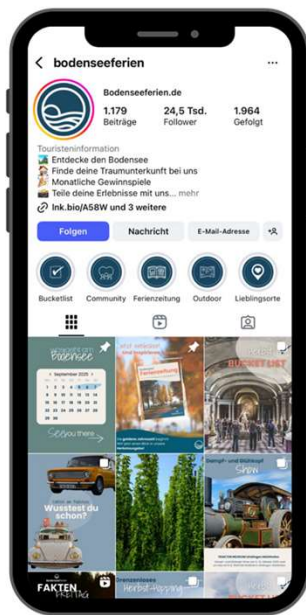 bodenseeferien
Bodenseeferien.de
1.179
24,5 Tsd.
1.964
Beiträge
Follower
Gefolgt
Touristeninformation
Entdecke den Bodensee
Finde deine Traumunterkunft bei uns
Monatliche Gewinnspiele
Teile deine Erlebnisse mit uns... mehr
lnk.bio/A58W und 3 weitere
Folgen
Nachricht
E-Mail-Adresse
Bucketlist
Community
Ferienzeitung
Outdoor
Lieblingsorte
Bodensee
September 2025
See you there
Ferienzeitung
BUCKET LIST
Wusstest du
schon?
FAKTEN
FREITAG
Dampf- und Blühkopf
Show
Grenzenloses
Herbst-Hopping